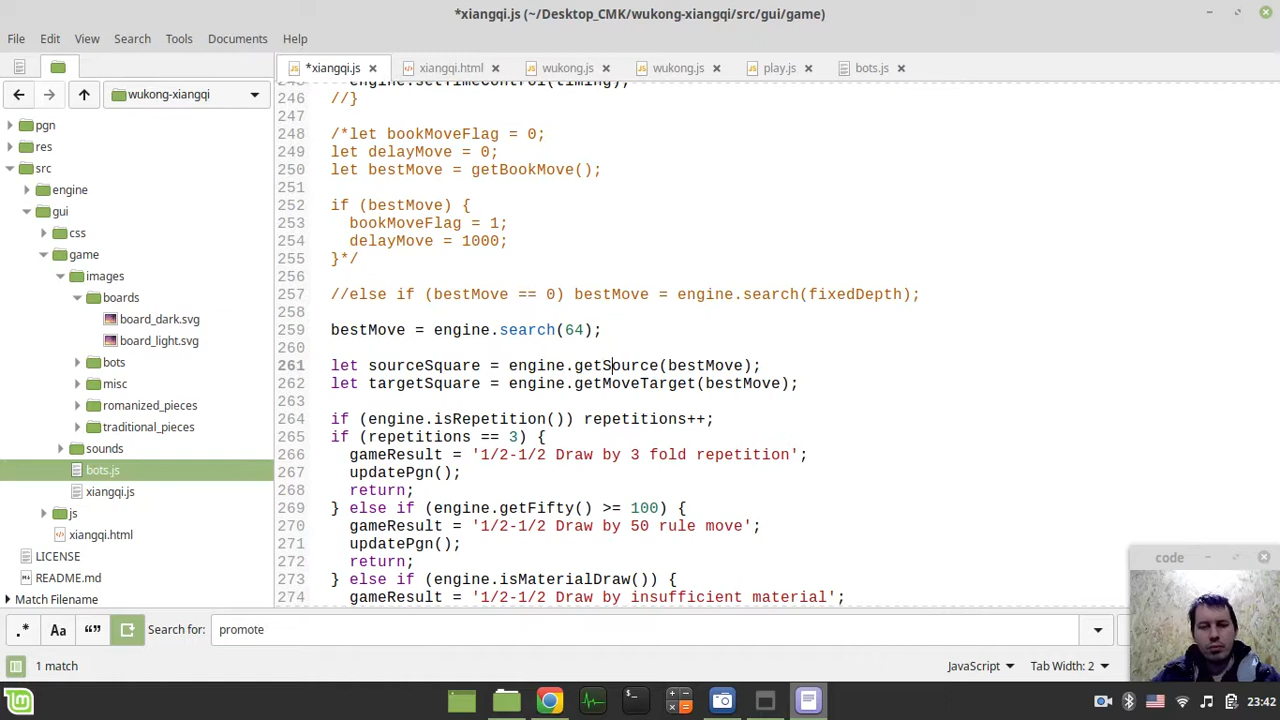 *xiangqi.js (~/Desktop_CMK/wukong-xiangqi/src/gui/game)
File Edit View Search Tools Documents Help
*xiangqi.js xiangqi.html wukong.js wukong.js play.js bots.js
wukong-xiangqi
pgn
res
src
engine
gui
css
game
images
boards
board_dark.svg
board_light.svg
bots
misc
romanized_pieces
traditional_pieces
sounds
bots.js
xiangqi.js
js
xiangqi.html
LICENSE
README.md
Match Filename
245 engine.setTimeControl(timing);
246 //}
247
248 /*let bookMoveFlag = 0;
249 let delayMove = 0;
250 let bestMove = getBookMove();
251
252 if (bestMove) {
253 bookMoveFlag = 1;
254 delayMove = 1000;
255 }*/
256
257 //else if (bestMove == 0) bestMove = engine.search(fixedDepth);
258
259 bestMove = engine.search(64);
260
261 let sourceSquare = engine.getSource(bestMove);
262 let targetSquare = engine.getMoveTarget(bestMove);
263
264 if (engine.isRepetition()) repetitions++;
265 if (repetitions == 3) {
266 gameResult = '1/2-1/2 Draw by 3 fold repetition';
267 updatePgn();
268 return;
269 } else if (engine.getFifty() >= 100) {
270 gameResult = '1/2-1/2 Draw by 50 rule move';
271 updatePgn();
272 return;
273 } else if (engine.isMaterialDraw()) {
274 gameResult = '1/2-1/2 Draw by insufficient material';
code
.* Aa “” Search for: promote
1 match JavaScript Tab Width: 2
23:42